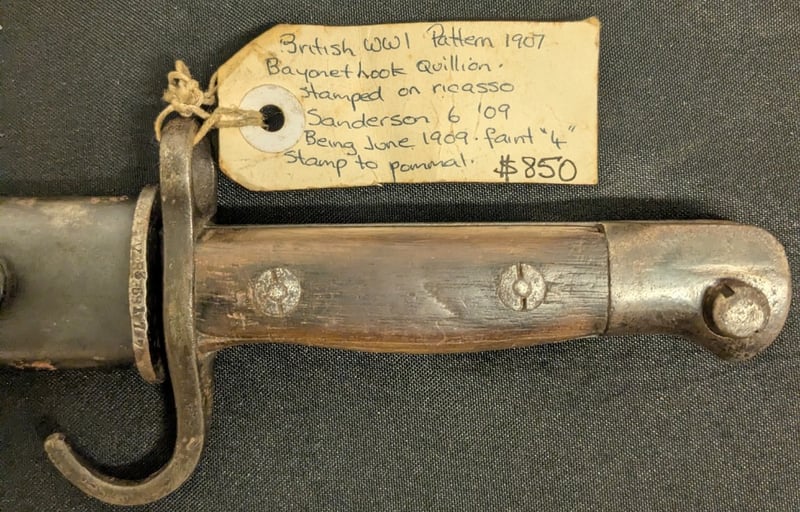 British WW1 Pattern 1907
Bayonet hook Quillion.
stamped on ricasso
Sanderson 6 '09
Being June 1909. faint "4"
Stamp to pommal.
$850